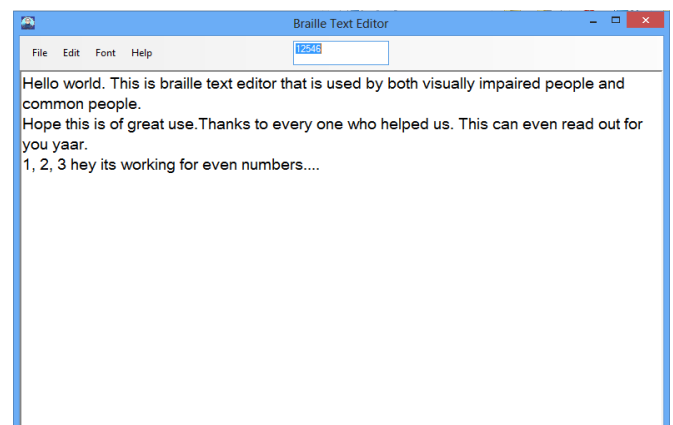 Braille Text Editor
File Edit Font Help
12546
Hello world. This is braille text editor that is used by both visually impaired people and
common people.
Hope this is of great use.Thanks to every one who helped us. This can even read out for
you yaar.
1, 2, 3 hey its working for even numbers....